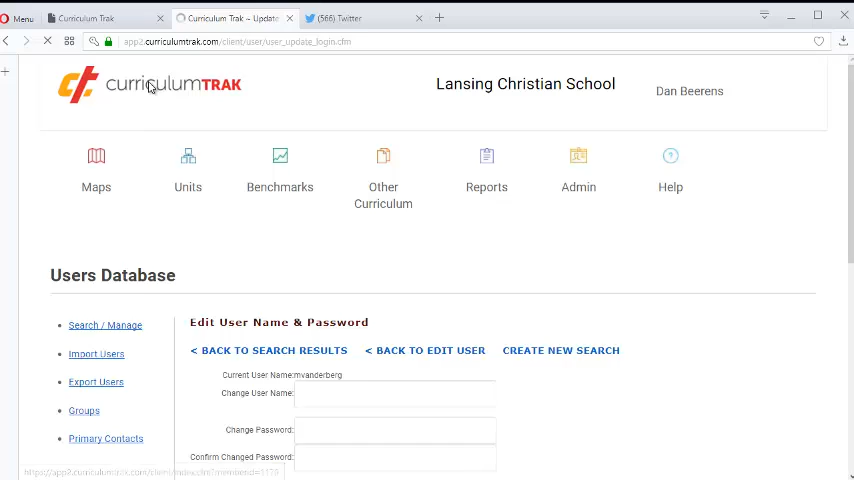 Menu
Curriculum Trak
Curriculum Trak ~ Update
(566) Twitter
app2.curriculumtrak.com/client/user/user_update_login.cfm
ct curriculumTRAK
Lansing Christian School
Dan Beerens
Maps
Units
Benchmarks
Other
Curriculum
Reports
Admin
Help
Users Database
Search / Manage
Import Users
Export Users
Groups
Primary Contacts
Edit User Name & Password
< BACK TO SEARCH RESULTS
< BACK TO EDIT USER
CREATE NEW SEARCH
Current User Name:mvanderberg
Change User Name:
Change Password:
Confirm Changed Password: